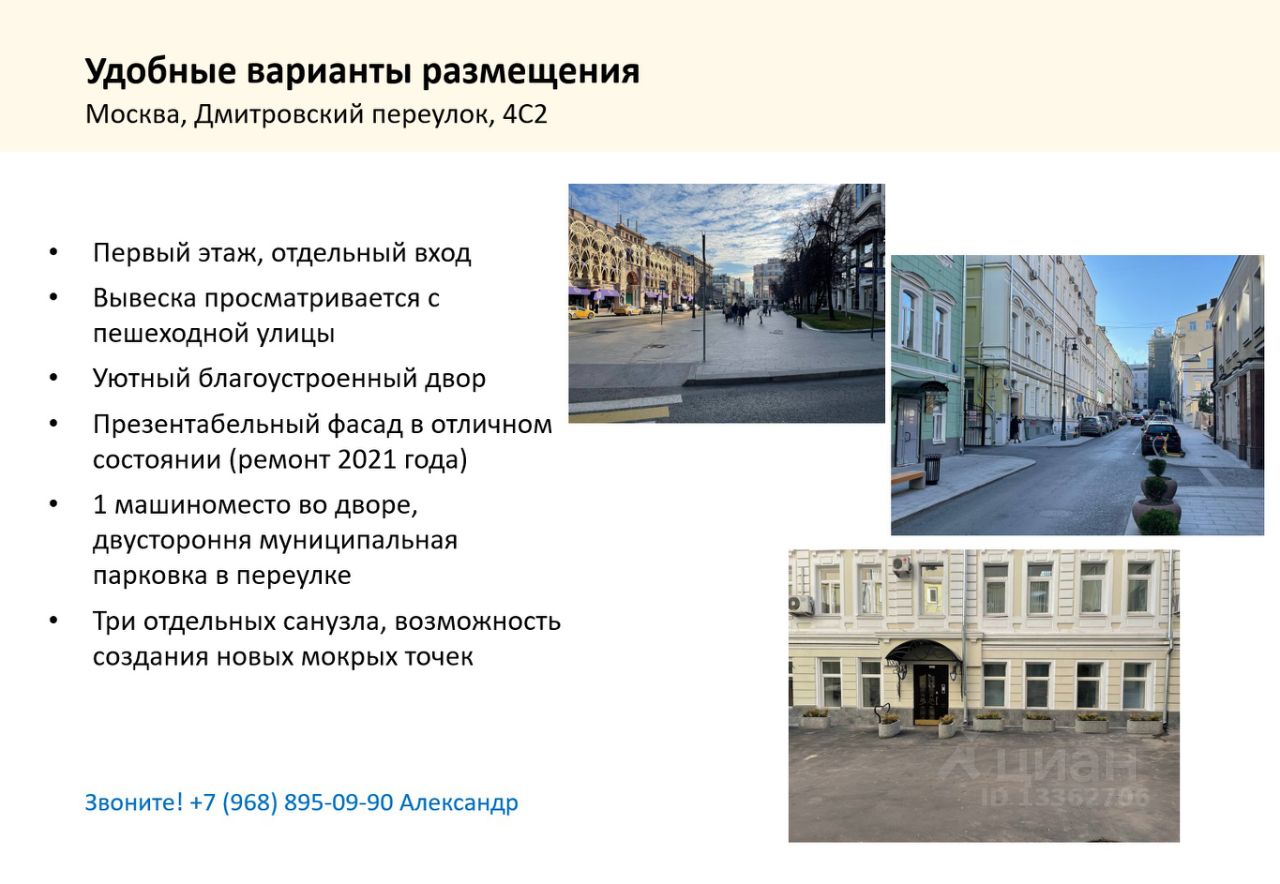 Удобные варианты размещения
Москва, Дмитровский переулок, 4С2
• Первый этаж, отдельный вход
• Вывеска просматривается с
пешеходной улицы
• Уютный благоустроенный двор
• Презентабельный фасад в отличном
состоянии (ремонт 2021 года)
• 1 машиноместо во дворе,
двустороння муниципальная
парковка в переулке
• Три отдельных санузла, возможность
создания новых мокрых точек
Звоните! +7 (968) 895-09-90 Александр
циан
ID 13362706